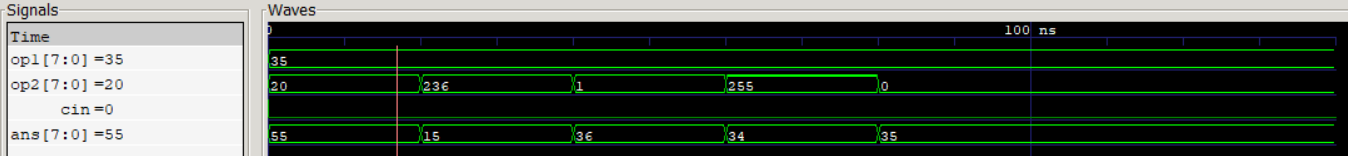 Signals
Waves
Time
0
100 ns
op1[7:0] =35
35
op2[7:0] =20
20 236 1 255 0
cin =0
ans[7:0] =55
55 15 36 34 35